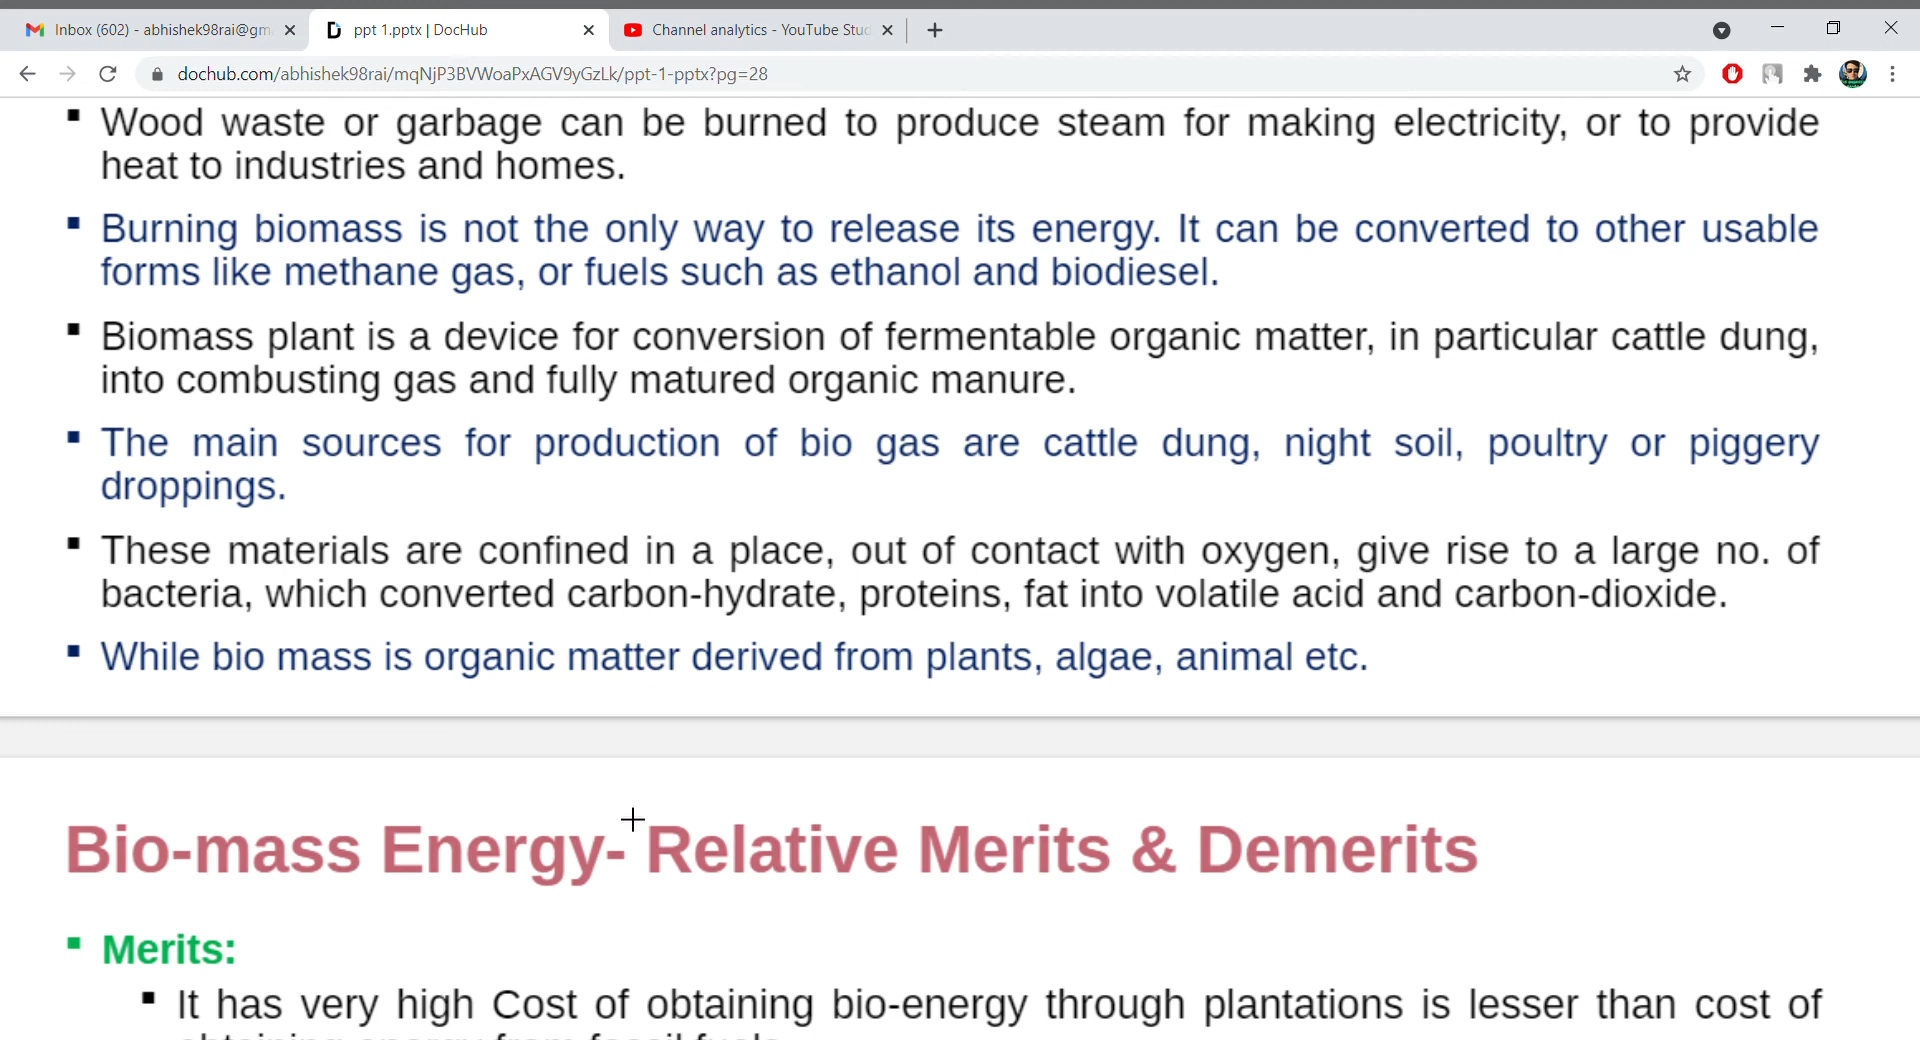 Inbox (602) - abhishek98rai@gm
ppt 1.pptx | DocHub
Channel analytics - YouTube Stud
dochub.com/abhishek98rai/mqNjP3BVWoaPxAGV9yGzLk/ppt-1-pptx?pg=28
Wood waste or garbage can be burned to produce steam for making electricity, or to provide
heat to industries and homes.
Burning biomass is not the only way to release its energy. It can be converted to other usable
forms like methane gas, or fuels such as ethanol and biodiesel.
Biomass plant is a device for conversion of fermentable organic matter, in particular cattle dung,
into combusting gas and fully matured organic manure.
The main sources for production of bio gas are cattle dung, night soil, poultry or piggery
droppings.
These materials are confined in a place, out of contact with oxygen, give rise to a large no. of
bacteria, which converted carbon-hydrate, proteins, fat into volatile acid and carbon-dioxide.
While bio mass is organic matter derived from plants, algae, animal etc.
Bio-mass Energy- Relative Merits & Demerits
Merits:
It has very high Cost of obtaining bio-energy through plantations is lesser than cost of
obtaining energy from fossil fuels